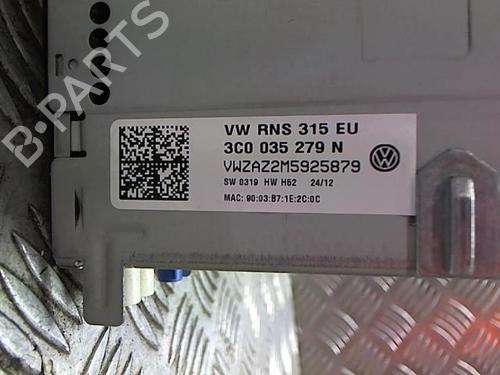 B-PARTS
VW RNS 315 EU
3C0 035 279 N
VWZAZ2M5925879
SW 0319 HW H52 24/12
MAC: 90:03:B7:1E:2C:0C